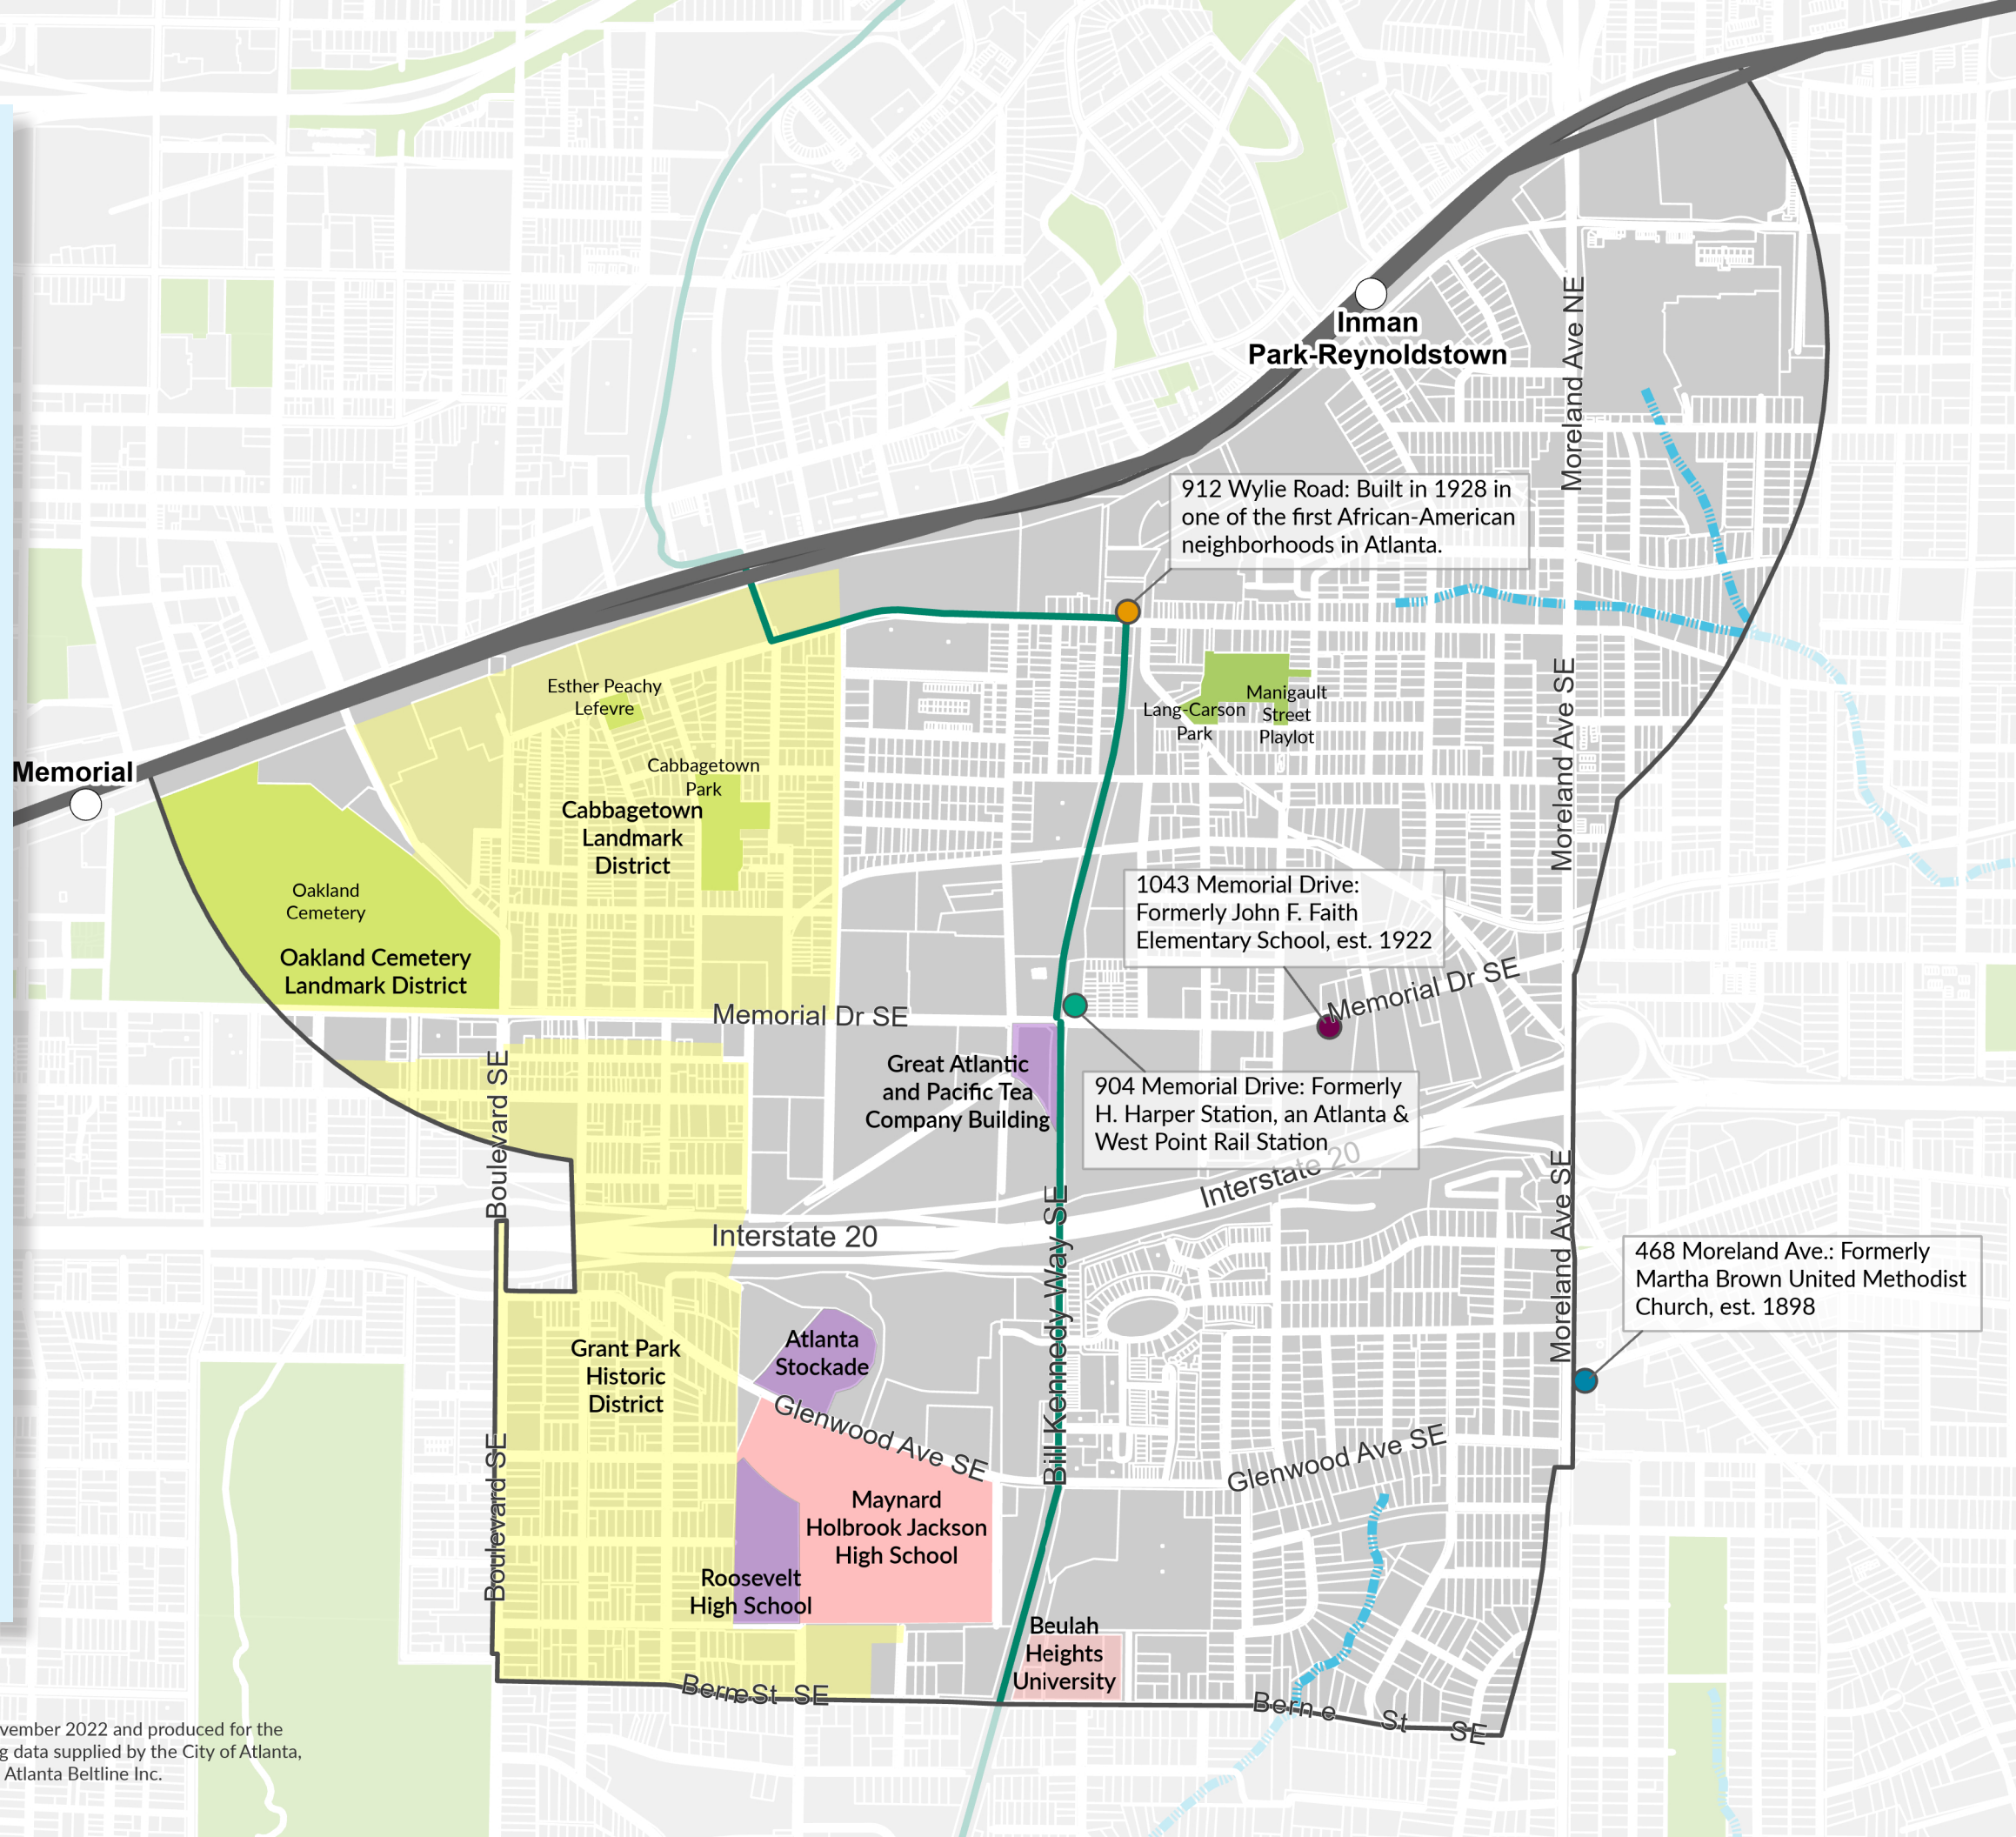 Inman
Park-Reynoldstown
Moreland Ave NE
912 Wylie Road: Built in 1928 in
one of the first African-American
neighborhoods in Atlanta.
Esther Peachy
Lefevre
Manigault
Street
Playlot
Lang-Carson
Park
Moreland Ave SE
Memorial
Cabbagetown
Park
Cabbagetown
Landmark
District
Oakland
Cemetery
Oakland Cemetery
Landmark District
1043 Memorial Drive:
Formerly John F. Faith
Elementary School, est. 1922
Memorial Dr SE
Memorial Dr SE
Great Atlantic
and Pacific Tea
Company Building
904 Memorial Drive: Formerly
H. Harper Station, an Atlanta &
West Point Rail Station
Boulevard SE
Interstate 20
Interstate 20
Bill Kennedy Way SE
Moreland Ave SE
468 Moreland Ave.: Formerly
Martha Brown United Methodist
Church, est. 1898
Grant Park
Historic
District
Atlanta
Stockade
Glenwood Ave SE
Glenwood Ave SE
Boulevard SE
Maynard
Holbrook Jackson
High School
Roosevelt
High School
Beulah
Heights
University
Berne St SE
Berne St SE
vember 2022 and produced for the
g data supplied by the City of Atlanta,
Atlanta Beltline Inc.